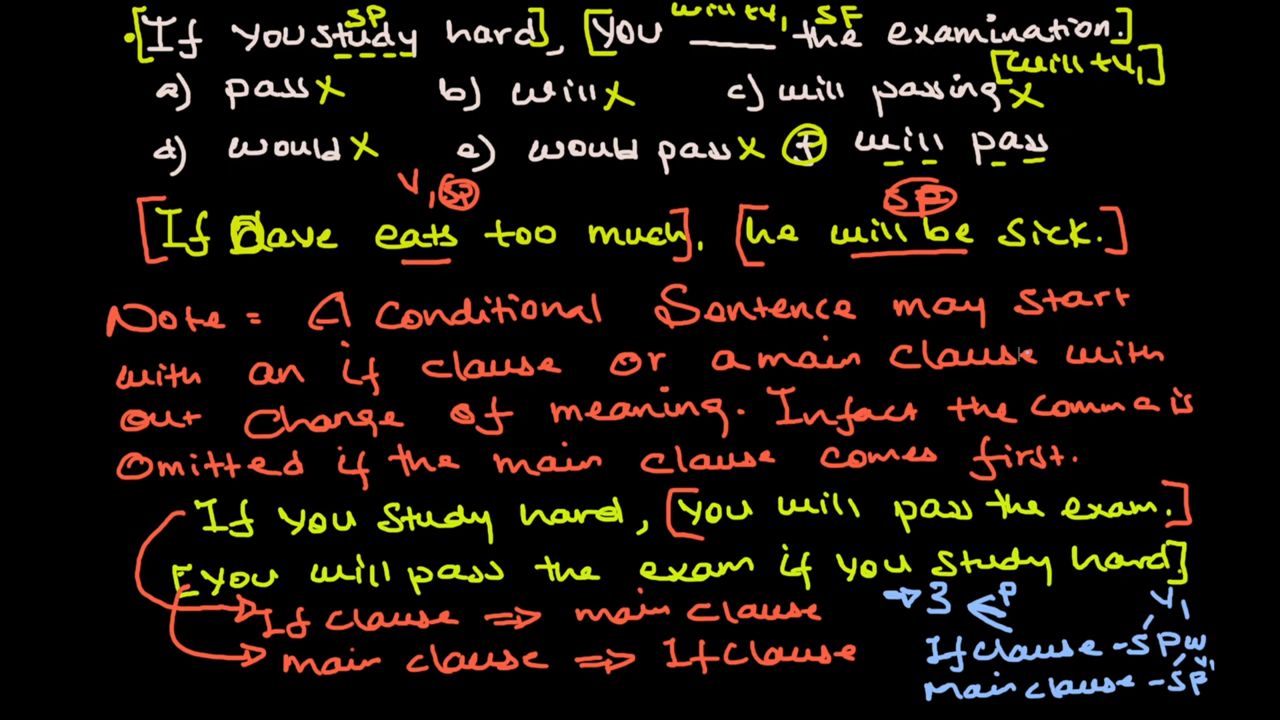 SP will+V1 SF
.[If you study hard], [you ____ the examination.]
[will+V1]
a) pass X b) will X c) will passing X
d) would X e) would pass X F will pass
V1 SP SF
[If Dave eats too much], [he will be sick.]
Note = A Conditional Sentence may start
with an if clause or a main clause with
out change of meaning. Infact the comma is
omitted if the main clause comes first.
If you study hard, [you will pass the exam.]
[you will pass the exam if you study hard]
If clause ⇒ main clause
main clause ⇒ If Clause
⇒ 3 P V1
If clause - SP
V1
Main clause - SP